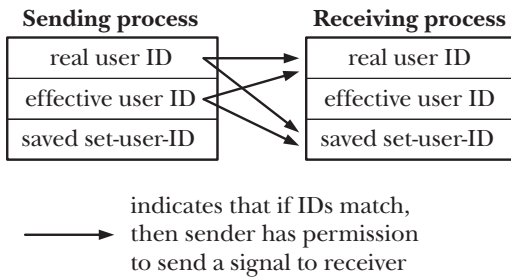 Sending process
Receiving process
real user ID
real user ID
effective user ID
effective user ID
saved set-user-ID
saved set-user-ID
indicates that if IDs match,
then sender has permission
to send a signal to receiver